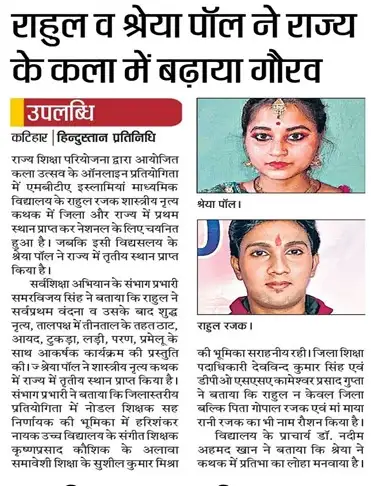 राहुल व श्रेया पॉल ने राज्य
के कला में बढ़ाया गौरव
उपलब्धि
कटिहार | हिन्दुस्तान प्रतिनिधि
राज्य शिक्षा परियोजना द्वारा आयोजित
कला उत्सव के ऑनलाइन प्रतियोगिता
में एमबीटीए इस्लामियां माध्यमिक
विद्यालय के राहुल रजक शास्त्रीय नृत्य
कथक में जिला और राज्य में प्रथम
स्थान प्राप्त कर नेशनल के लिए चयनित
हुआ है। जबकि इसी विद्यसलय के
श्रेया पॉल ने राज्य में तृतीय स्थान प्राप्त
किया है।
सर्वशिक्षा अभियान के संभाग प्रभारी
समरविजय सिंह ने बताया कि राहुल ने
सर्वप्रथम वंदना व उसके बाद शुद्ध
नृत्य, तालपक्ष में तीनताल के तहत ठाट,
आयद, टुकड़ा, लड़ी, परण, प्रमेलू के
साथ आकर्षक कार्यक्रम की प्रस्तुति
की। श्रेया पॉल ने शास्त्रीय नृत्य कथक
में राज्य में तृतीय स्थान प्राप्त किया है।
संभाग प्रभारी ने बताया कि जिलास्तरीय
प्रतियोगिता में नोडल शिक्षक सह
निर्णायक की भूमिका में हरिशंकर
नायक उच्च विद्यालय के संगीत शिक्षक
कृष्णप्रसाद कौशिक के अलावा
समावेशी शिक्षा के सुशील कुमार मिश्रा
श्रेया पॉल।
राहुल रजक।
की भूमिका सराहनीय रही। जिला शिक्षा
पदाधिकारी देवविन्द कुमार सिंह एवं
डीपीओ एसएसए कामेश्वर प्रसाद गुप्ता
ने बताया कि राहुल न केवल जिला
बल्कि पिता गोपाल रजक एवं मां माया
रानी रजक का भी नाम रौशन किया है।
विद्यालय के प्राचार्य डॉ. नदीम
अहमद खान ने बताया कि श्रेया ने
कथक में प्रतिभा का लोहा मनवाया है।